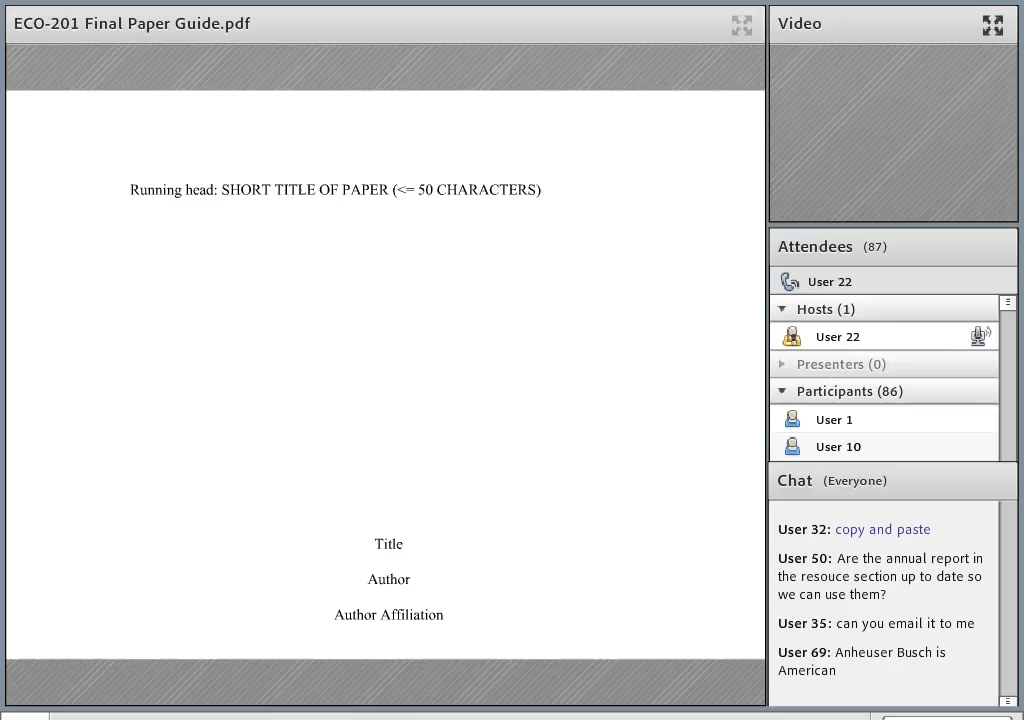 ECO-201 Final Paper Guide.pdf
Running head: SHORT TITLE OF PAPER (<= 50 CHARACTERS)
Title
Author
Author Affiliation
Video
Attendees (87)
User 22
Hosts (1)
User 22
Presenters (0)
Participants (86)
User 1
User 10
Chat (Everyone)
User 32: copy and paste
User 50: Are the annual report in
the resouce section up to date so
we can use them?
User 35: can you email it to me
User 69: Anheuser Busch is
American